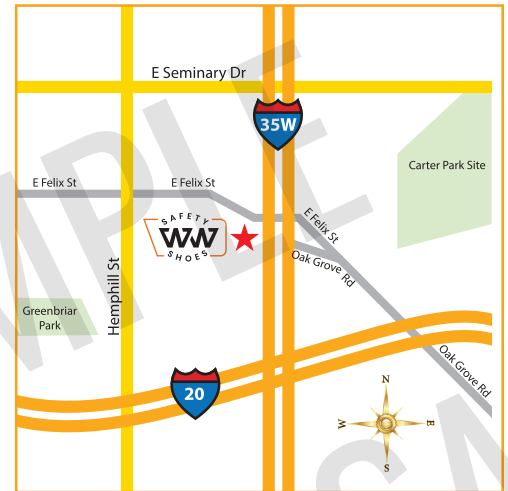 E Seminary Dr
35W
Carter Park Site
E Felix St
E Felix St
E Felix St
SAFETY
WW
SHOES
Oak Grove Rd
Hemphill St
Greenbriar
Park
20
Oak Grove Rd
N
W
E
S